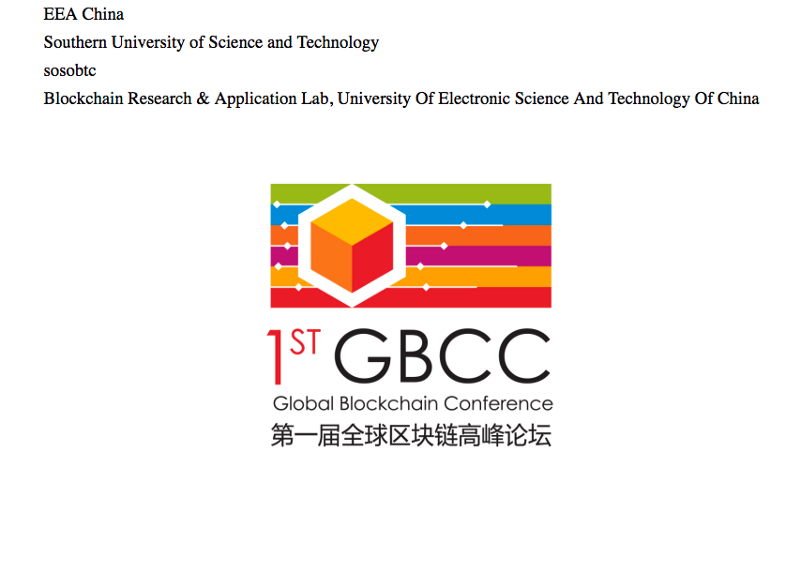 EEA China
Southern University of Science and Technology
sosobtc
Blockchain Research & Application Lab, University Of Electronic Science And Technology Of China
1ST GBCC
Global Blockchain Conference
第一届全球区块链高峰论坛